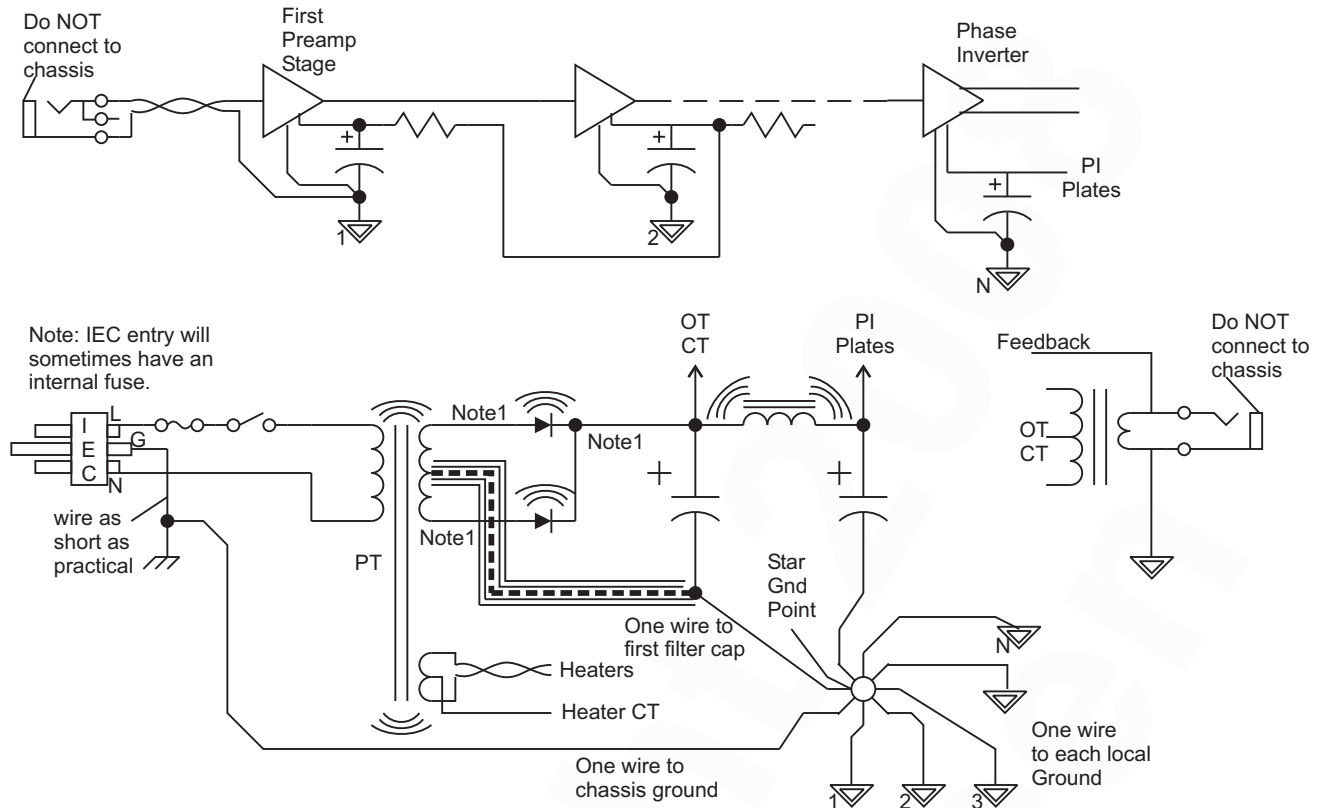 Do NOT
connect to
chassis
First
Preamp
Stage
Phase
Inverter
+
+
+
PI
Plates
1
2
N
Note: IEC entry will
sometimes have an
internal fuse.
OT
CT
PI
Plates
Feedback
Do NOT
connect to
chassis
L
I
E
C
G
N
Note1
Note1
Note1
+
+
OT
CT
wire as
short as
practical
PT
Star
Gnd
Point
One wire to
first filter cap
N
Heaters
Heater CT
One wire to
chassis ground
One wire
to each local
Ground
1
2
3